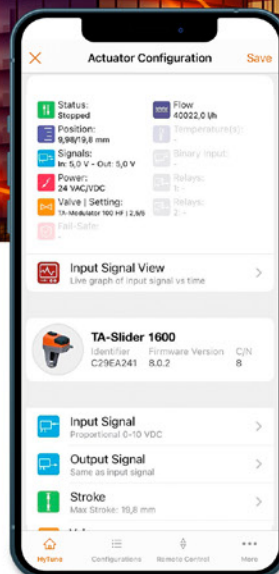 Actuator Configuration
Save
Status:
Stopped
Flow
40022,0 l/h
Position:
9,98/19,8 mm
Temperature(s):
-
Signals:
In: 5,0 V - Out: 5,0 V
Binary Input:
-
Power:
24 VAC/VDC
Relays:
1: -
Valve | Setting:
TA-Modulator 100 HF | 2,5/5
Relays:
2: -
Fail-Safe:
-
Input Signal View
Live graph of input signal vs time
TA-Slider 1600
Identifier Firmware Version C/N
C29EA241 8.0.2 8
Input Signal
Proportional 0-10 VDC
Output Signal
Same as input signal
Stroke
Max Stroke: 19,8 mm
HyTune Configurations Remote Control More